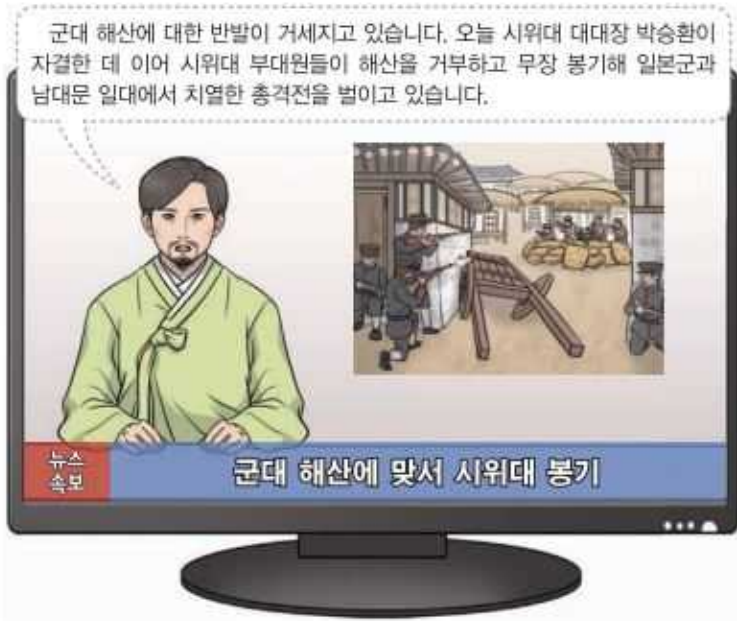 군대 해산에 대한 반발이 거세지고 있습니다. 오늘 시위대 대대장 박승환이
자결한 데 이어 시위대 부대원들이 해산을 거부하고 무장 봉기해 일본군과
남대문 일대에서 치열한 총격전을 벌이고 있습니다.
뉴스
속보
군대 해산에 맞서 시위대 봉기